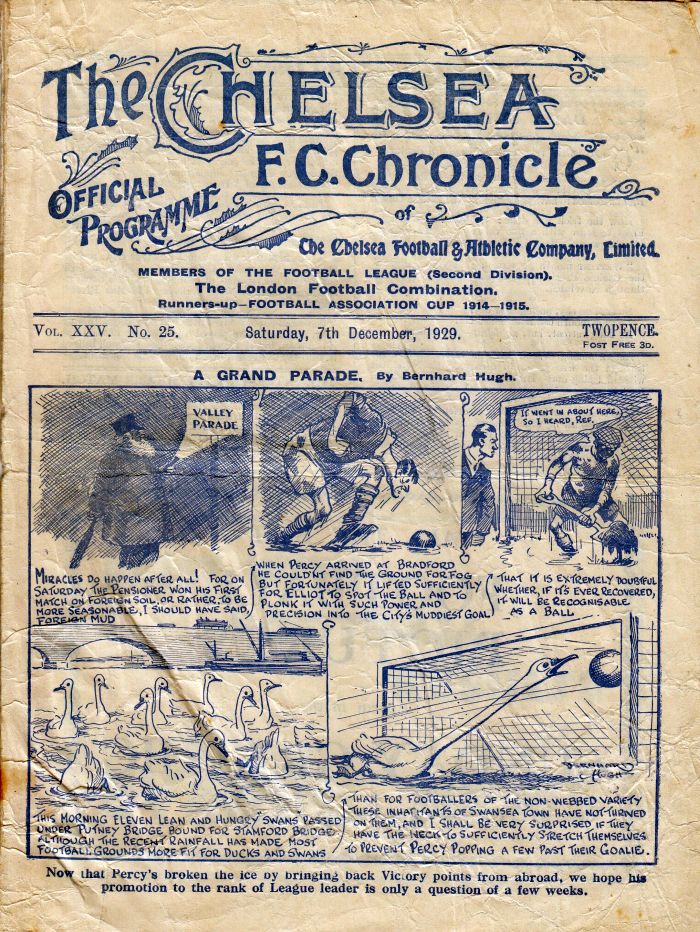 The CHELSEA
F.C. Chronicle
OFFICIAL
PROGRAMME
of
The Chelsea Football & Athletic Company, Limited.
MEMBERS OF THE FOOTBALL LEAGUE (Second Division).
The London Football Combination.
Runners-up—FOOTBALL ASSOCIATION CUP 1914—1915.
VOL. XXV. No. 25. Saturday, 7th December, 1929. TWOPENCE.
POST FREE 3D.
A GRAND PARADE. By Bernhard Hugh.
VALLEY
PARADE
IT WENT IN ABOUT HERE,
SO I HEARD, REF.
MIRACLES DO HAPPEN AFTER ALL! FOR ON
SATURDAY THE PENSIONER WON HIS FIRST
MATCH ON FOREIGN SOIL, OR RATHER, TO BE
MORE SEASONABLE, I SHOULD HAVE SAID,
FOREIGN MUD
WHEN PERCY ARRIVED AT BRADFORD
HE COULDN'T FIND THE GROUND FOR FOG
BUT FORTUNATELY IT LIFTED SUFFICIENTLY
FOR ELLIOT TO SPOT THE BALL AND TO
PLONK IT WITH SUCH POWER AND
PRECISION INTO THE CITY'S MUDDIEST GOAL
THAT IT IS EXTREMELY DOUBTFUL
WHETHER, IF IT'S EVER RECOVERED,
IT WILL BE RECOGNISABLE
AS A BALL
THIS MORNING ELEVEN LEAN AND HUNGRY SWANS PASSED
UNDER PUTNEY BRIDGE BOUND FOR STAMFORD BRIDGE
ALTHOUGH THE RECENT RAINFALL HAS MADE MOST
FOOTBALL GROUNDS MORE FIT FOR DUCKS AND SWANS
BERNHARD
HUGH
THAN FOR FOOTBALLERS OF THE NON-WEBBED VARIETY
THESE INHABITANTS OF SWANSEA TOWN HAVE NOT THRIVED
ON THEM, AND I SHALL BE VERY SURPRISED IF THEY
HAVE THE NECK TO SUFFICIENTLY STRETCH THEMSELVES
TO PREVENT PERCY POPPING A FEW PAST THEIR GOALIE.
Now that Percy's broken the ice by bringing back Victory points from abroad, we hope his
promotion to the rank of League leader is only a question of a few weeks.